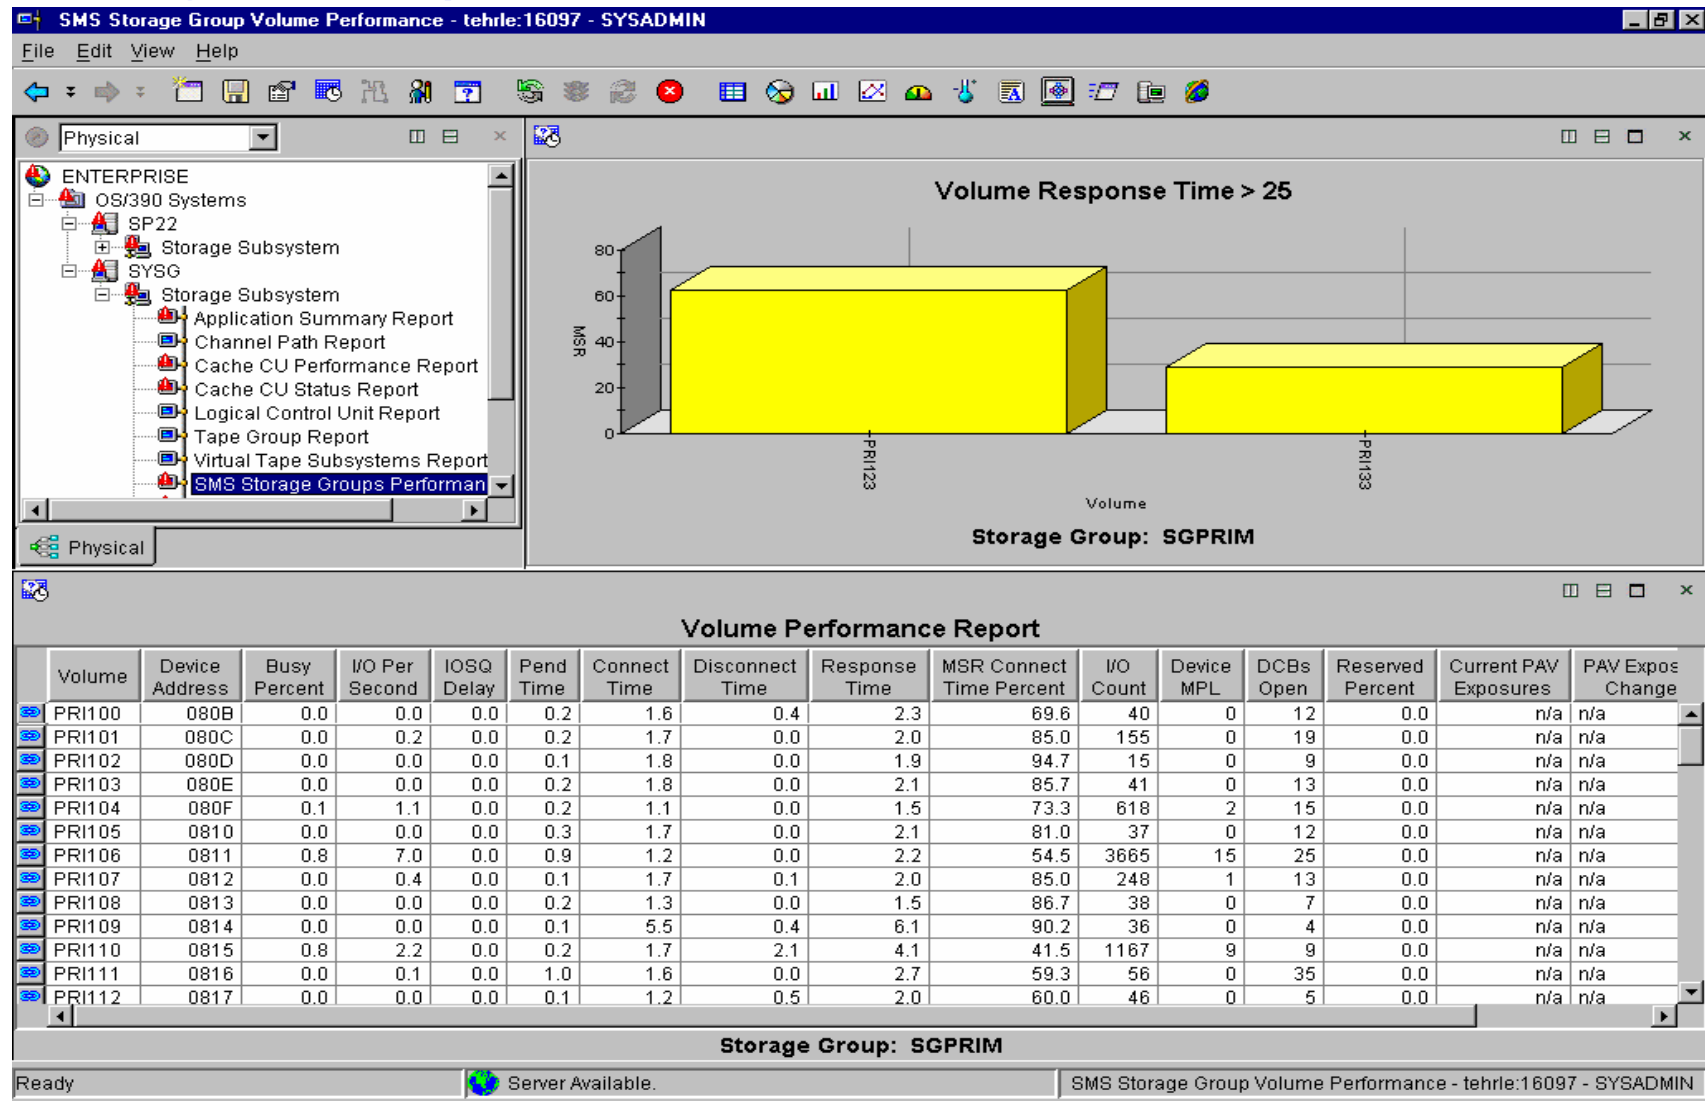 SMS Storage Group Volume Performance - tehrle:16097 - SYSADMIN
File Edit View Help
Physical
ENTERPRISE
OS/390 Systems
SP22
Storage Subsystem
SYSG
Storage Subsystem
Application Summary Report
Channel Path Report
Cache CU Performance Report
Cache CU Status Report
Logical Control Unit Report
Tape Group Report
Virtual Tape Subsystems Report
SMS Storage Groups Performan
Physical
Volume Response Time > 25
80
60
40
20
0
MSR
PRI123
PRI133
Volume
Storage Group: SGPRIM
Volume Performance Report
Volume Device Address Busy Percent I/O Per Second IOSQ Delay Pend Time Connect Time Disconnect Time Response Time MSR Connect Time Percent I/O Count Device MPL DCBs Open Reserved Percent Current PAV Exposures PAV Expos Change
PRI100 080B 0.0 0.0 0.0 0.2 1.6 0.4 2.3 69.6 40 0 12 0.0 n/a n/a
PRI101 080C 0.0 0.2 0.0 0.2 1.7 0.0 2.0 85.0 155 0 19 0.0 n/a n/a
PRI102 080D 0.0 0.0 0.0 0.1 1.8 0.0 1.9 94.7 15 0 9 0.0 n/a n/a
PRI103 080E 0.0 0.0 0.0 0.2 1.8 0.0 2.1 85.7 41 0 13 0.0 n/a n/a
PRI104 080F 0.1 1.1 0.0 0.2 1.1 0.0 1.5 73.3 618 2 15 0.0 n/a n/a
PRI105 0810 0.0 0.0 0.0 0.3 1.7 0.0 2.1 81.0 37 0 12 0.0 n/a n/a
PRI106 0811 0.8 7.0 0.0 0.9 1.2 0.0 2.2 54.5 3665 15 25 0.0 n/a n/a
PRI107 0812 0.0 0.4 0.0 0.1 1.7 0.1 2.0 85.0 248 1 13 0.0 n/a n/a
PRI108 0813 0.0 0.0 0.0 0.2 1.3 0.0 1.5 86.7 38 0 7 0.0 n/a n/a
PRI109 0814 0.0 0.0 0.0 0.1 5.5 0.4 6.1 90.2 36 0 4 0.0 n/a n/a
PRI110 0815 0.8 2.2 0.0 0.2 1.7 2.1 4.1 41.5 1167 9 9 0.0 n/a n/a
PRI111 0816 0.0 0.1 0.0 1.0 1.6 0.0 2.7 59.3 56 0 35 0.0 n/a n/a
PRI112 0817 0.0 0.0 0.0 0.1 1.2 0.5 2.0 60.0 46 0 5 0.0 n/a n/a
Storage Group: SGPRIM
Ready
Server Available.
SMS Storage Group Volume Performance - tehrle:16097 - SYSADMIN